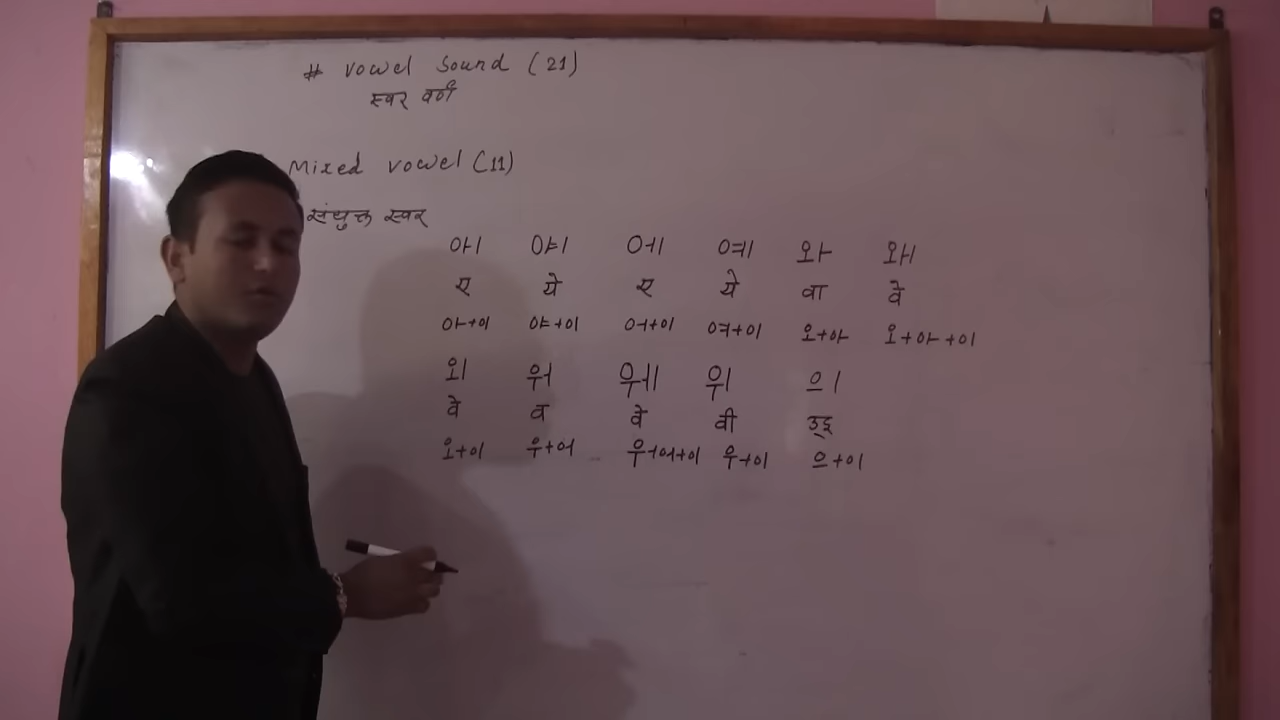 # Vowel Sound (21)
स्वर वर्ण
Mixed vowel (11)
संयुक्त स्वर
애 얘 에 예 와 왜
ए ये ए ये वा वे
아+이 야+이 어+이 여+이 오+아 오+아+이
외 워 웨 위 의
वे व वे वी उइ
오+이 우+어 우+어+이 우+이 으+이